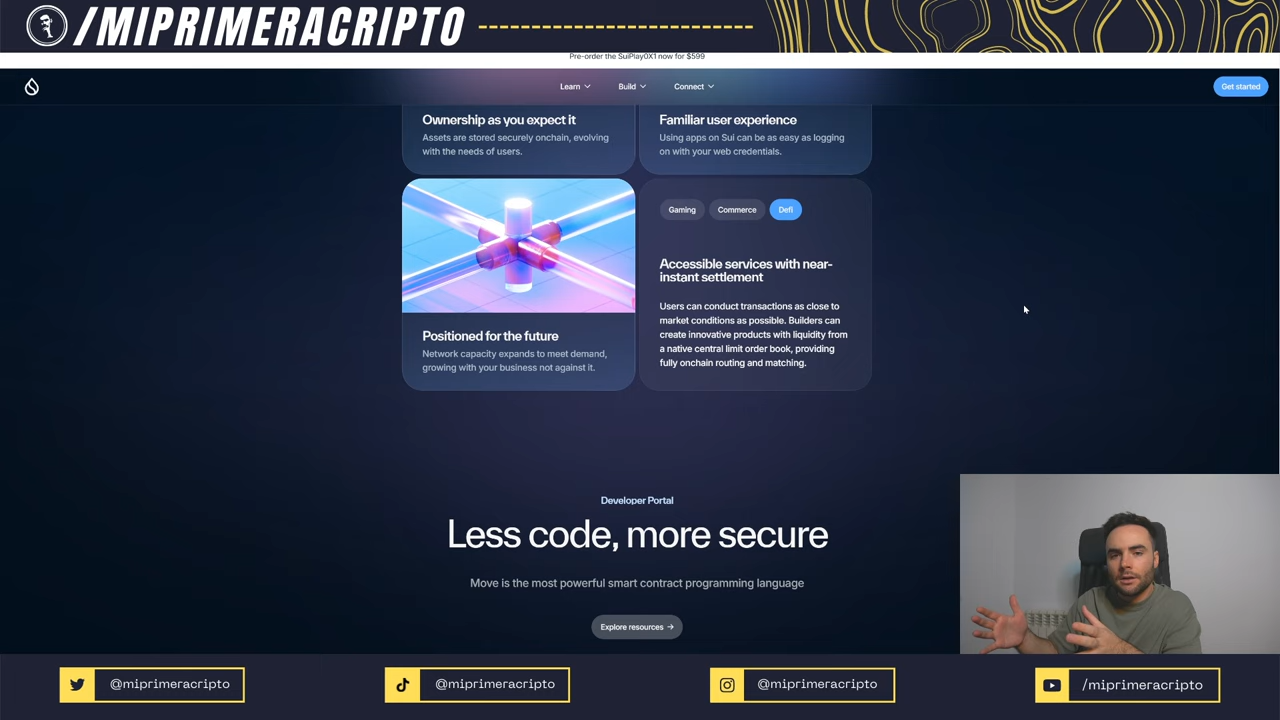 /MIPRIMERACRIPTO
Pre-order the SuiPlay0X1 now for $599
Learn
Build
Connect
Get started
Ownership as you expect it
Assets are stored securely onchain, evolving
with the needs of users.
Familiar user experience
Using apps on Sui can be as easy as logging
on with your web credentials.
Gaming
Commerce
Defi
Accessible services with near-
instant settlement
Users can conduct transactions as close to
market conditions as possible. Builders can
create innovative products with liquidity from
a native central limit order book, providing
fully onchain routing and matching.
Positioned for the future
Network capacity expands to meet demand,
growing with your business not against it.
Developer Portal
Less code, more secure
Move is the most powerful smart contract programming language
Explore resources →
@miprimeracripto
@miprimeracripto
@miprimeracripto
/miprimeracripto